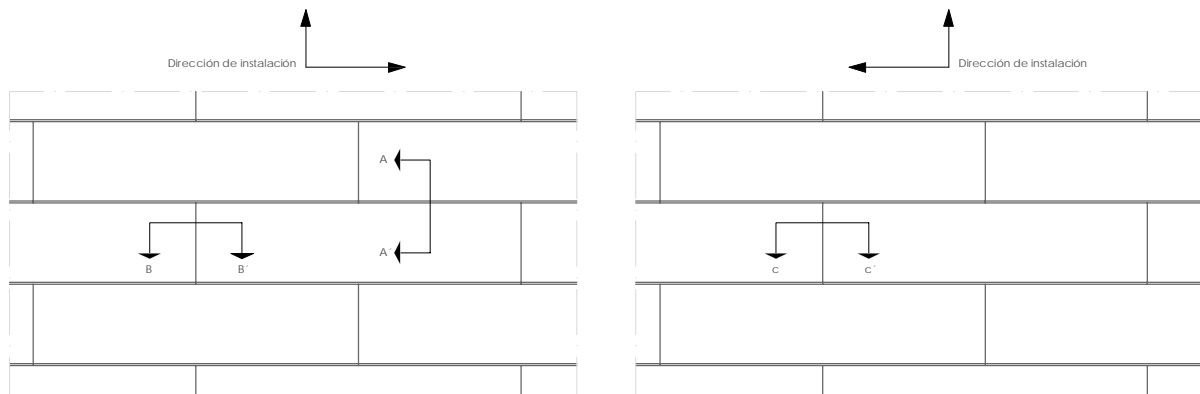 Dirección de instalación
Dirección de instalación
A
A´
B B´
c c´